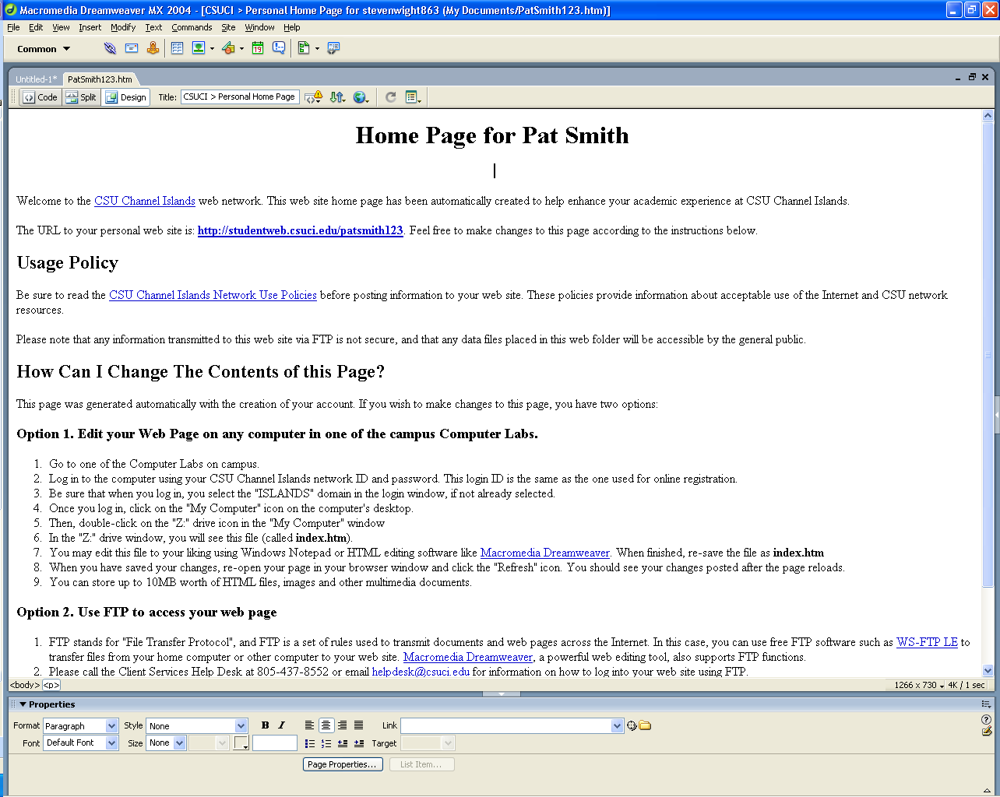 Macromedia Dreamweaver MX 2004 - [CSUCI > Personal Home Page for stevenwight863 (My Documents/PatSmith123.htm)]
File Edit View Insert Modify Text Commands Site Window Help
Common
19
Untitled-1* PatSmith123.htm
Code Split Design Title: CSUCI > Personal Home Page
Home Page for Pat Smith
Welcome to the CSU Channel Islands web network. This web site home page has been automatically created to help enhance your academic experience at CSU Channel Islands.
The URL to your personal web site is: http://studentweb.csuci.edu/patsmith123. Feel free to make changes to this page according to the instructions below.
Usage Policy
Be sure to read the CSU Channel Islands Network Use Policies before posting information to your web site. These policies provide information about acceptable use of the Internet and CSU network
resources.
Please note that any information transmitted to this web site via FTP is not secure, and that any data files placed in this web folder will be accessible by the general public.
How Can I Change The Contents of this Page?
This page was generated automatically with the creation of your account. If you wish to make changes to this page, you have two options:
Option 1. Edit your Web Page on any computer in one of the campus Computer Labs.
1. Go to one of the Computer Labs on campus.
2. Log in to the computer using your CSU Channel Islands network ID and password. This login ID is the same as the one used for online registration.
3. Be sure that when you log in, you select the "ISLANDS" domain in the login window, if not already selected.
4. Once you log in, click on the "My Computer" icon on the computer's desktop.
5. Then, double-click on the "Z:" drive icon in the "My Computer" window
6. In the "Z:" drive window, you will see this file (called index.htm).
7. You may edit this file to your liking using Windows Notepad or HTML editing software like Macromedia Dreamweaver. When finished, re-save the file as index.htm
8. When you have saved your changes, re-open your page in your browser window and click the "Refresh" icon. You should see your changes posted after the page reloads.
9. You can store up to 10MB worth of HTML files, images and other multimedia documents.
Option 2. Use FTP to access your web page
1. FTP stands for "File Transfer Protocol", and FTP is a set of rules used to transmit documents and web pages across the Internet. In this case, you can use free FTP software such as WS-FTP LE to
transfer files from your home computer or other computer to your web site. Macromedia Dreamweaver, a powerful web editing tool, also supports FTP functions.
2. Please call the Client Services Help Desk at 805-437-8552 or email helpdesk@csuci.edu for information on how to log into your web site using FTP.
<body> <p> 1266 x 730 4K / 1 sec
Properties
Format Paragraph Style None B I Link
Font Default Font Size None Target
Page Properties... List Item...